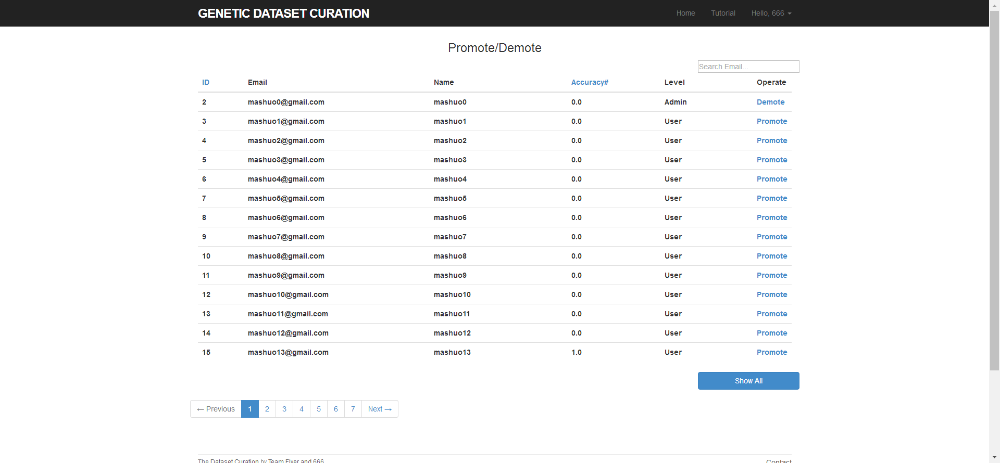 GENETIC DATASET CURATION Home Tutorial Hello, 666
Promote/Demote
Search Email...
ID Email Name Accuracy# Level Operate
2 mashuo0@gmail.com mashuo0 0.0 Admin Demote
3 mashuo1@gmail.com mashuo1 0.0 User Promote
4 mashuo2@gmail.com mashuo2 0.0 User Promote
5 mashuo3@gmail.com mashuo3 0.0 User Promote
6 mashuo4@gmail.com mashuo4 0.0 User Promote
7 mashuo5@gmail.com mashuo5 0.0 User Promote
8 mashuo6@gmail.com mashuo6 0.0 User Promote
9 mashuo7@gmail.com mashuo7 0.0 User Promote
10 mashuo8@gmail.com mashuo8 0.0 User Promote
11 mashuo9@gmail.com mashuo9 0.0 User Promote
12 mashuo10@gmail.com mashuo10 0.0 User Promote
13 mashuo11@gmail.com mashuo11 0.0 User Promote
14 mashuo12@gmail.com mashuo12 0.0 User Promote
15 mashuo13@gmail.com mashuo13 1.0 User Promote
Show All
← Previous 1 2 3 4 5 6 7 Next →
The Dataset Curation by Team Flyer and 666 Contact